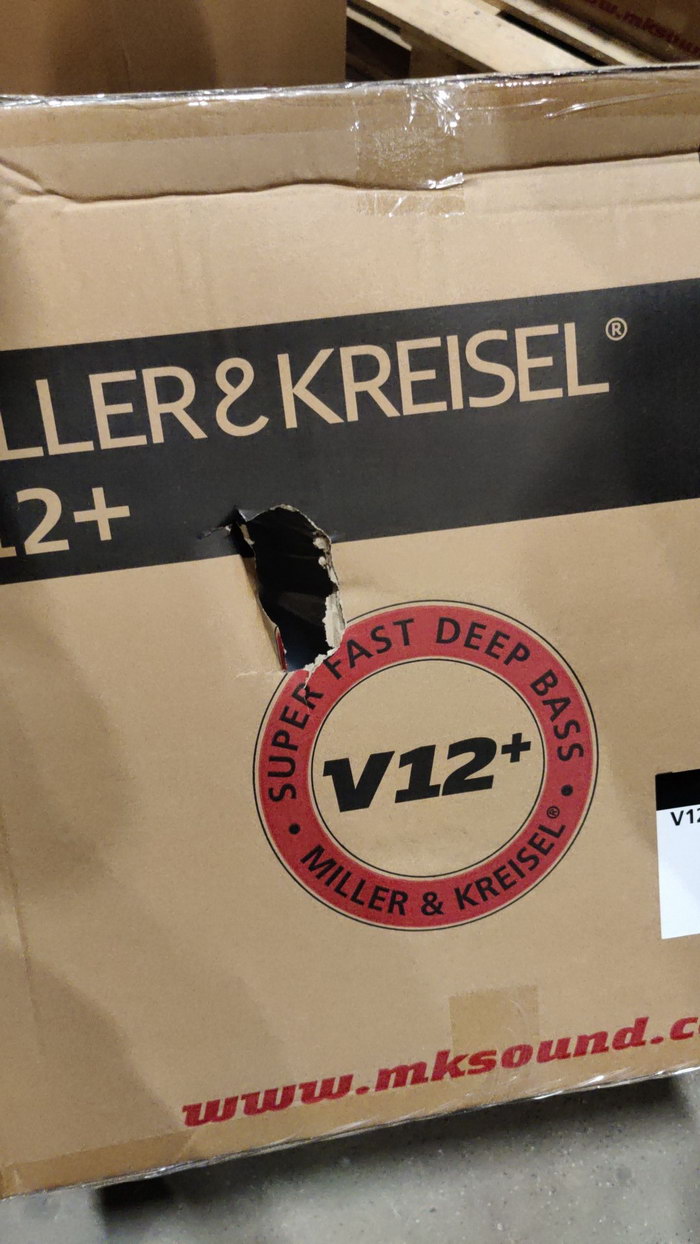 LLER & KREISEL®
12+
SUPER FAST DEEP BASS
V12+
• MILLER & KREISEL® •
V12
www.mksound.c